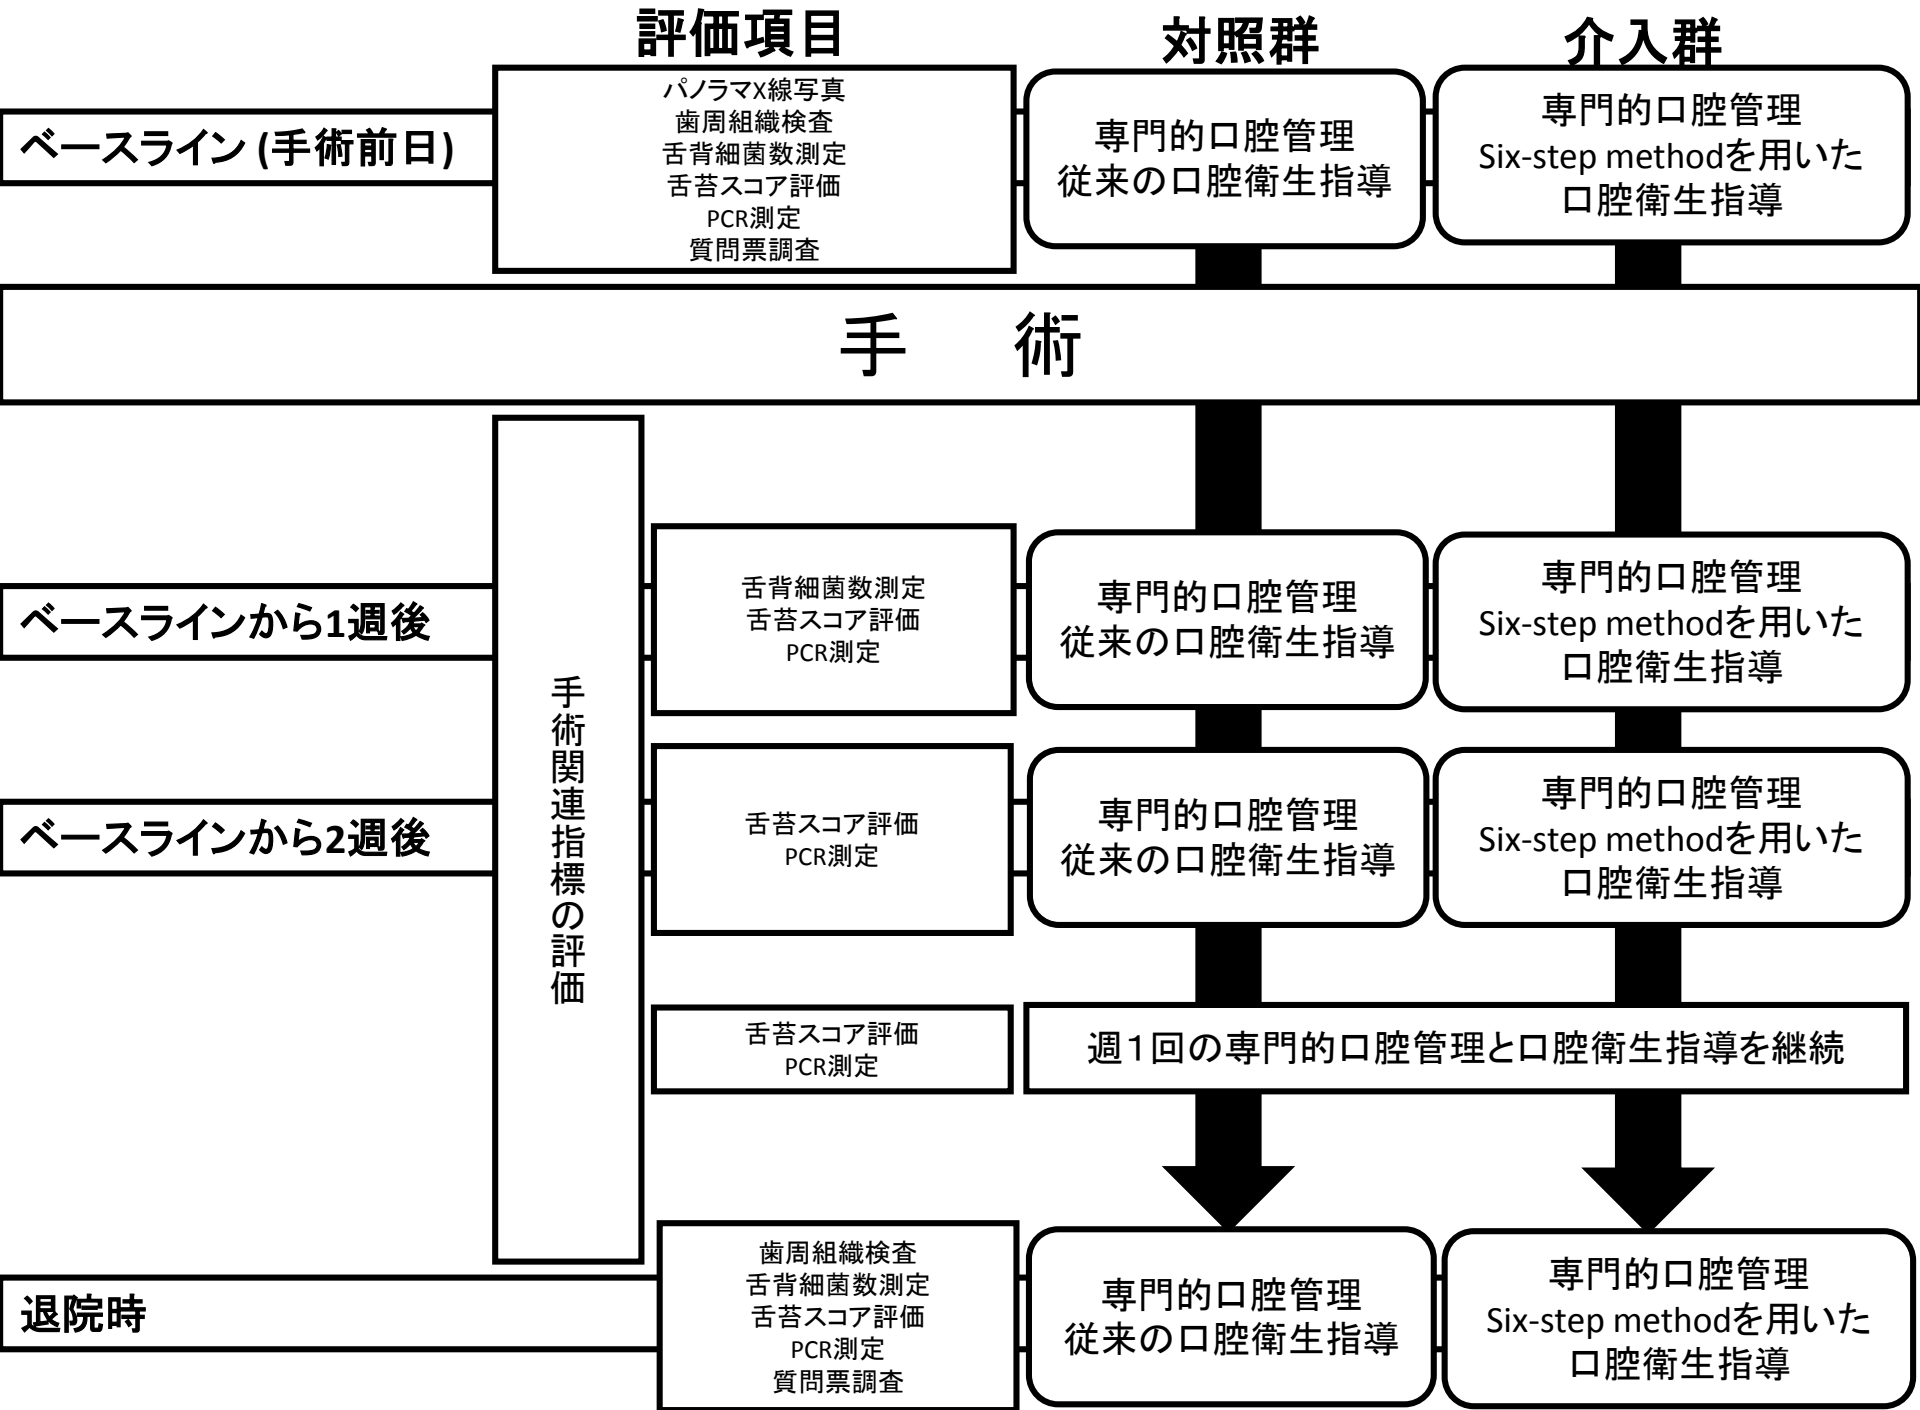 評価項目
対照群
介入群
ベースライン (手術前日)
パノラマX線写真
歯周組織検査
舌背細菌数測定
舌苔スコア評価
PCR測定
質問票調査
専門的口腔管理
従来の口腔衛生指導
専門的口腔管理
Six-step methodを用いた
口腔衛生指導
手 術
手術関連指標の評価
ベースラインから1週後
舌背細菌数測定
舌苔スコア評価
PCR測定
専門的口腔管理
従来の口腔衛生指導
専門的口腔管理
Six-step methodを用いた
口腔衛生指導
ベースラインから2週後
舌苔スコア評価
PCR測定
専門的口腔管理
従来の口腔衛生指導
専門的口腔管理
Six-step methodを用いた
口腔衛生指導
舌苔スコア評価
PCR測定
週1回の専門的口腔管理と口腔衛生指導を継続
退院時
歯周組織検査
舌背細菌数測定
舌苔スコア評価
PCR測定
質問票調査
専門的口腔管理
従来の口腔衛生指導
専門的口腔管理
Six-step methodを用いた
口腔衛生指導